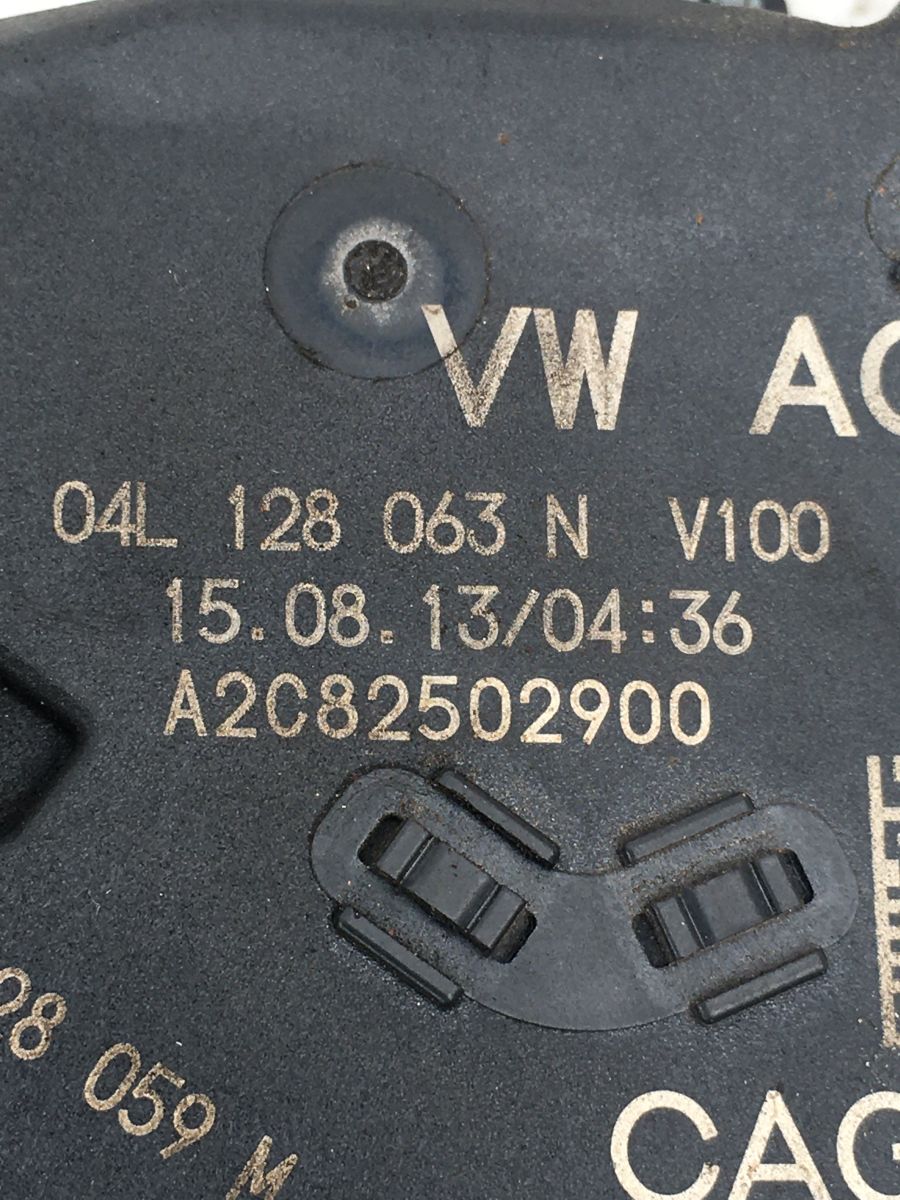 VW AG
04L 128 063 N V100
15.08.13/04:36
A2C82502900
28 059 M
CAG